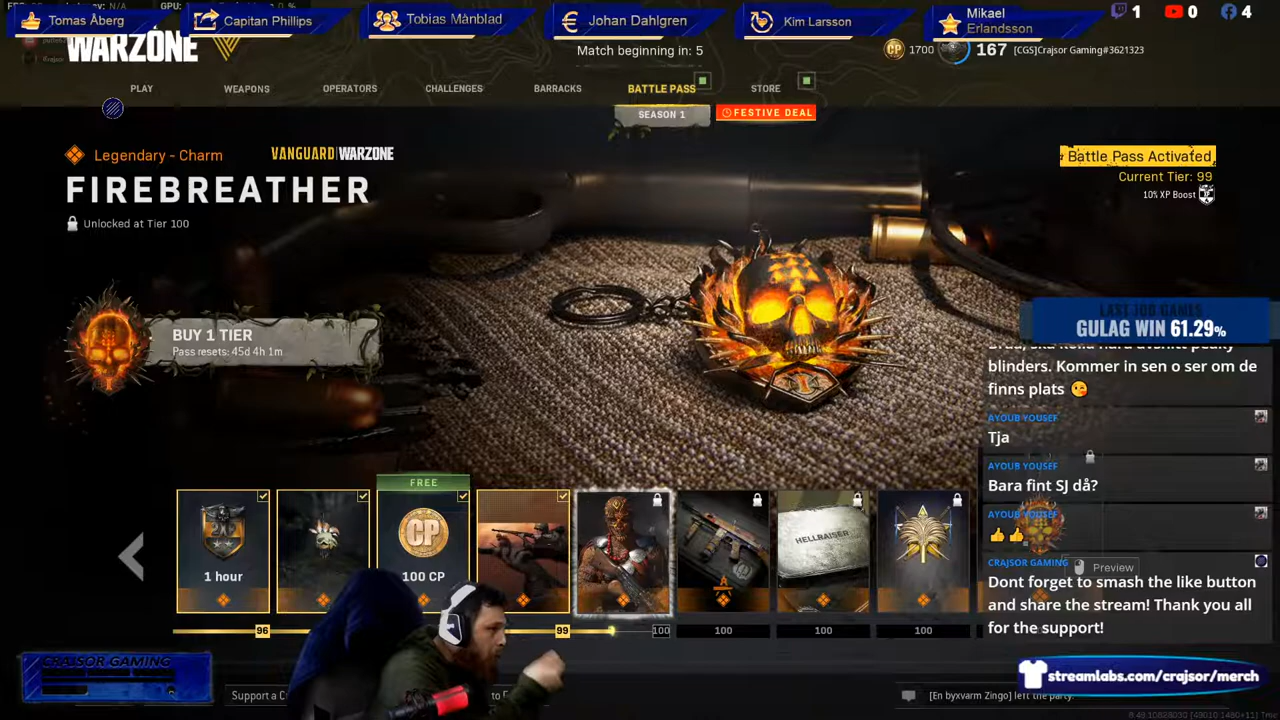 Tomas Åberg
Capitan Phillips
Tobias Månblad
Johan Dahlgren
Kim Larsson
Mikael
Erlandsson
1
0
4
WARZONE
Match beginning in: 5
CP 1700
167
[CGS]Crajsor Gaming#3621323
PLAY
WEAPONS
OPERATORS
CHALLENGES
BARRACKS
BATTLE PASS
STORE
SEASON 1
FESTIVE DEAL
Legendary - Charm
VANGUARD | WARZONE
FIREBREATHER
Unlocked at Tier 100
Battle Pass Activated
Current Tier: 99
10% XP Boost
BUY 1 TIER
Pass resets: 45d 4h 1m
GULAG WIN 61.29%
blinders. Kommer in sen o ser om de
finns plats
AYOUB YOUSEF
Tja
AYOUB YOUSEF
Bara fint SJ då?
AYOUB YOUSEF
CRAJSOR GAMING
Preview
Dont forget to smash the like button
and share the stream! Thank you all
for the support!
FREE
1 hour
CP
100 CP
HELLRAISER
96
99
100
100
100
100
CRAJSOR GAMING
Support a C
to E
[En byxvarm Zingo] left the party.
streamlabs.com/crajsor/merch